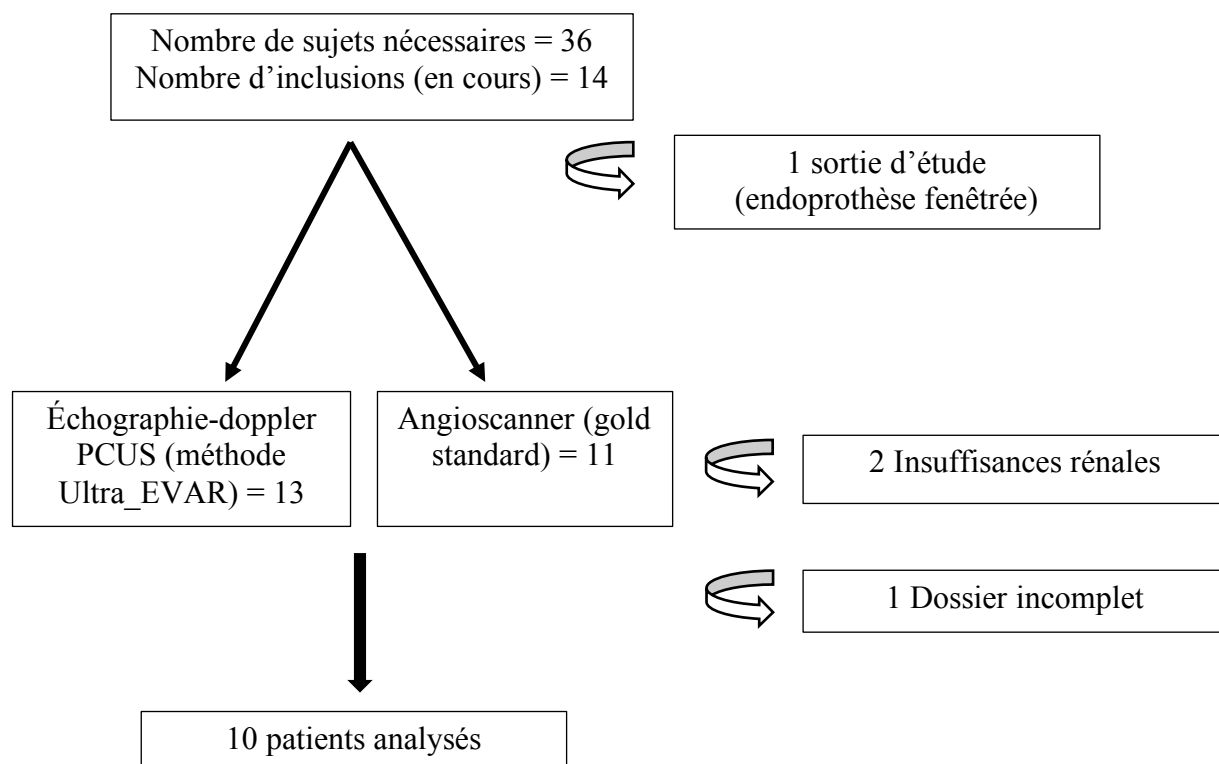 Nombre de sujets nécessaires = 36
Nombre d’inclusions (en cours) = 14
1 sortie d’étude
(endoprothèse fenêtrée)
Échographie-doppler
PCUS (méthode
Ultra_EVAR) = 13
Angioscanner (gold
standard) = 11
2 Insuffisances rénales
1 Dossier incomplet
10 patients analysés